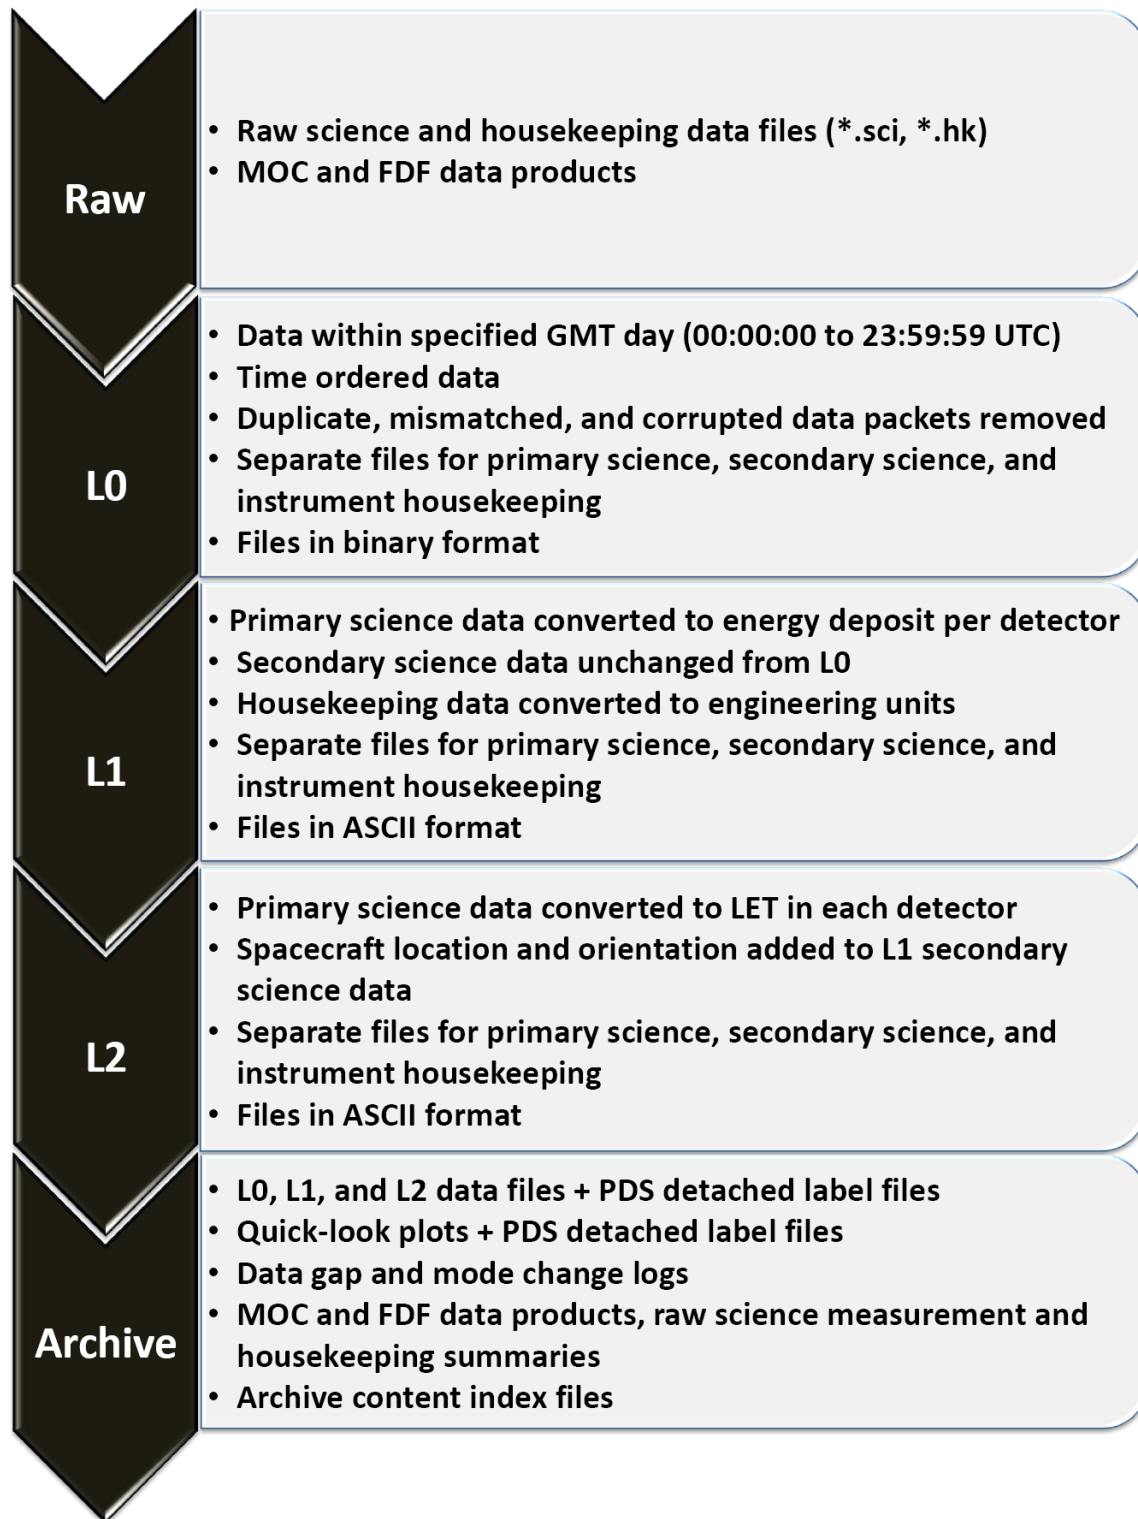 Raw
• Raw science and housekeeping data files (*.sci, *.hk)
• MOC and FDF data products
L0
• Data within specified GMT day (00:00:00 to 23:59:59 UTC)
• Time ordered data
• Duplicate, mismatched, and corrupted data packets removed
• Separate files for primary science, secondary science, and
instrument housekeeping
• Files in binary format
L1
• Primary science data converted to energy deposit per detector
• Secondary science data unchanged from L0
• Housekeeping data converted to engineering units
• Separate files for primary science, secondary science, and
instrument housekeeping
• Files in ASCII format
L2
• Primary science data converted to LET in each detector
• Spacecraft location and orientation added to L1 secondary
science data
• Separate files for primary science, secondary science, and
instrument housekeeping
• Files in ASCII format
Archive
• L0, L1, and L2 data files + PDS detached label files
• Quick-look plots + PDS detached label files
• Data gap and mode change logs
• MOC and FDF data products, raw science measurement and
housekeeping summaries
• Archive content index files